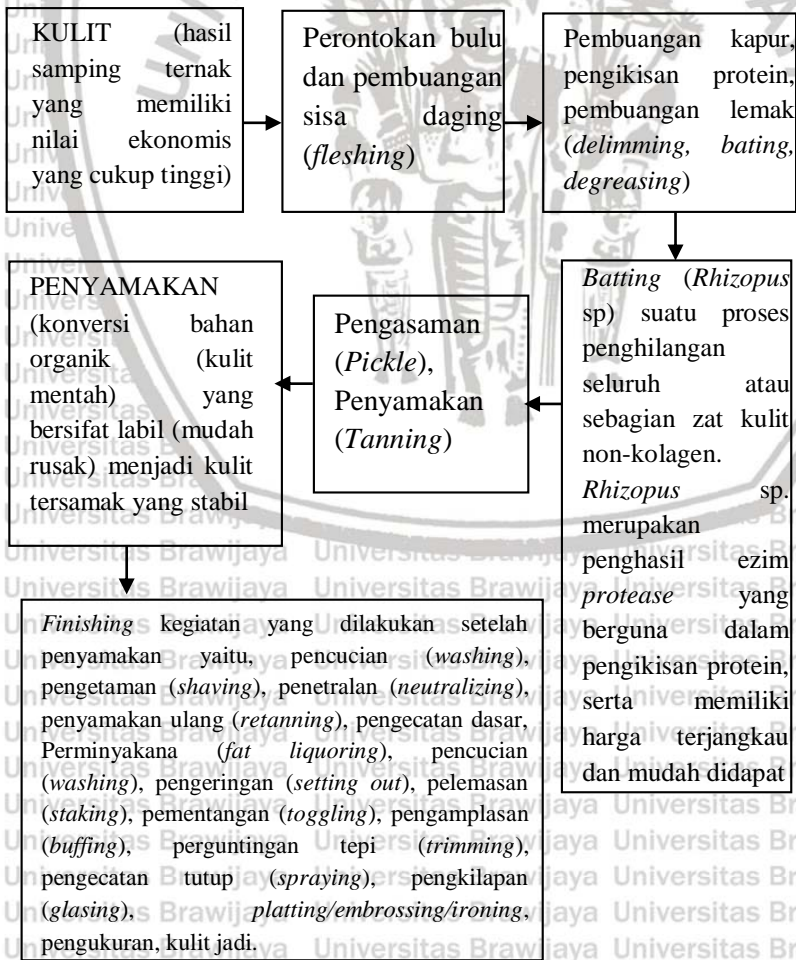 KULIT (hasil
samping ternak
yang memiliki
nilai ekonomis
yang cukup tinggi)
Perontokan bulu
dan pembuangan
sisa daging
(fleshing)
Pembuangan kapur,
pengikisan protein,
pembuangan lemak
(delimming, bating,
degreasing)
Batting (Rhizopus
sp) suatu proses
penghilangan
seluruh atau
sebagian zat kulit
non-kolagen.
Rhizopus sp.
merupakan
penghasil ezim
protease yang
berguna dalam
pengikisan protein,
serta memiliki
harga terjangkau
dan mudah didapat
Pengasaman
(Pickle),
Penyamakan
(Tanning)
PENYAMAKAN
(konversi bahan
organik (kulit
mentah) yang
bersifat labil (mudah
rusak) menjadi kulit
tersamak yang stabil
Finishing kegiatan yang dilakukan setelah
penyamakan yaitu, pencucian (washing),
pengetaman (shaving), penetralan (neutralizing),
penyamakan ulang (retanning), pengecatan dasar,
Perminyakana (fat liquoring), pencucian
(washing), pengeringan (setting out), pelemasan
(staking), pementangan (toggling), pengamplasan
(buffing), perguntingan tepi (trimming),
pengecatan tutup (spraying), pengkilapan
(glasing), platting/embrossing/ironing,
pengukuran, kulit jadi.
Universitas Brawijaya Universitas Brawijaya